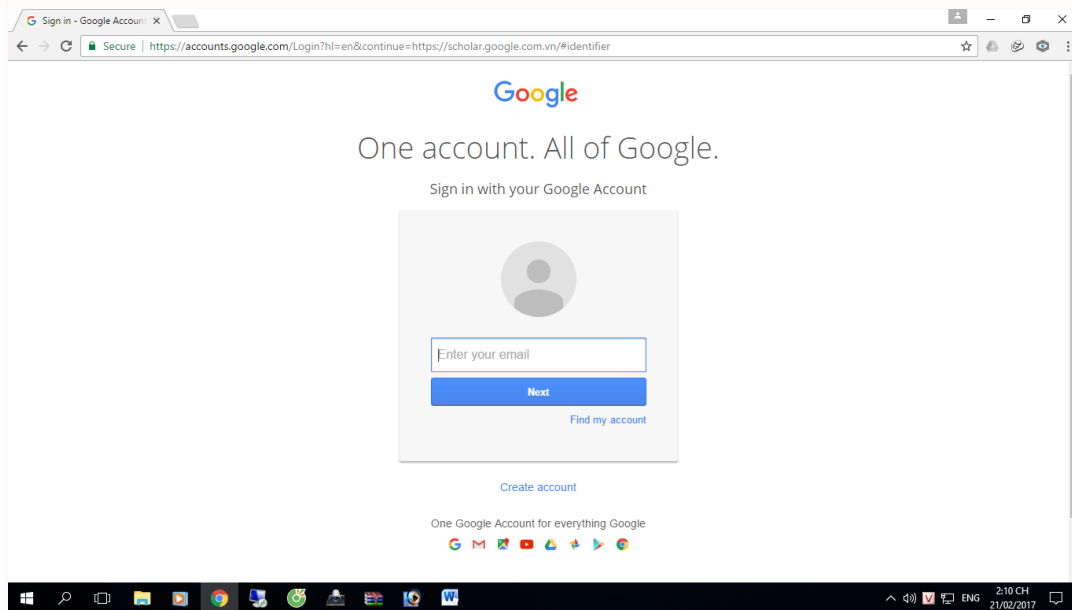 Sign in - Google Accoun
Secure | https://accounts.google.com/Login?hl=en&continue=https://scholar.google.com.vn/#identifier
Google
One account. All of Google.
Sign in with your Google Account
Enter your email
Next
Find my account
Create account
One Google Account for everything Google
ENG
2:10 CH
21/02/2017